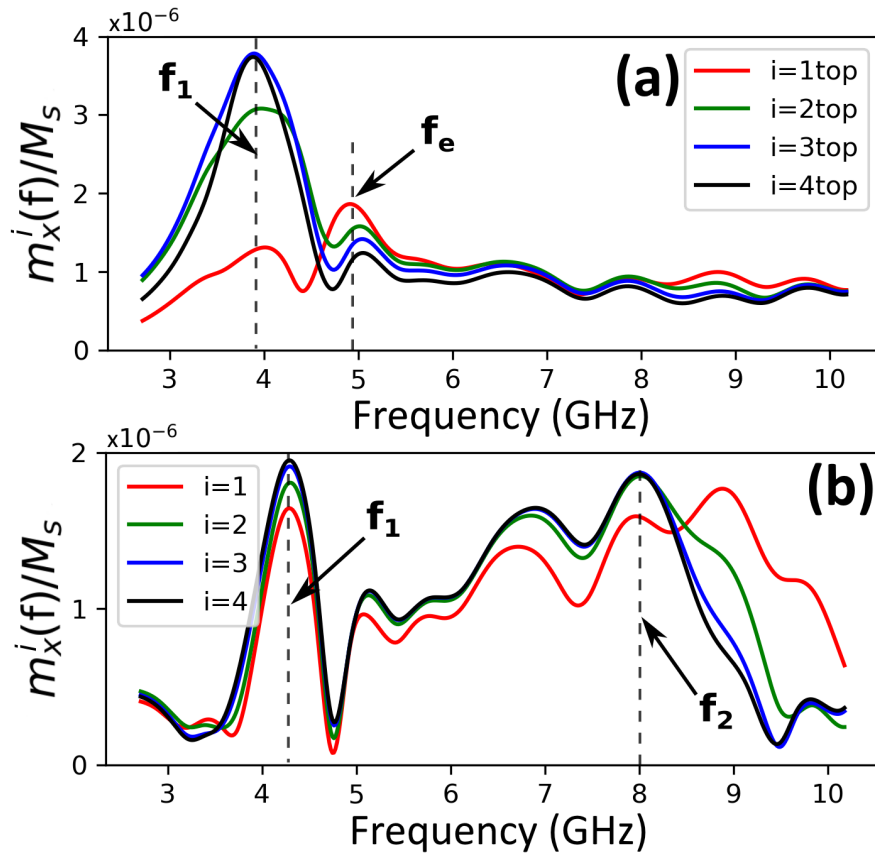 x10⁻⁶
4
3
2
1
0
mₓⁱ(f)/Mₛ
f₁
fₑ
(a)
i=1top
i=2top
i=3top
i=4top
3 4 5 6 7 8 9 10
Frequency (GHz)
x10⁻⁶
2
1
0
mₓⁱ(f)/Mₛ
i=1
i=2
i=3
i=4
f₁
f₂
(b)
3 4 5 6 7 8 9 10
Frequency (GHz)